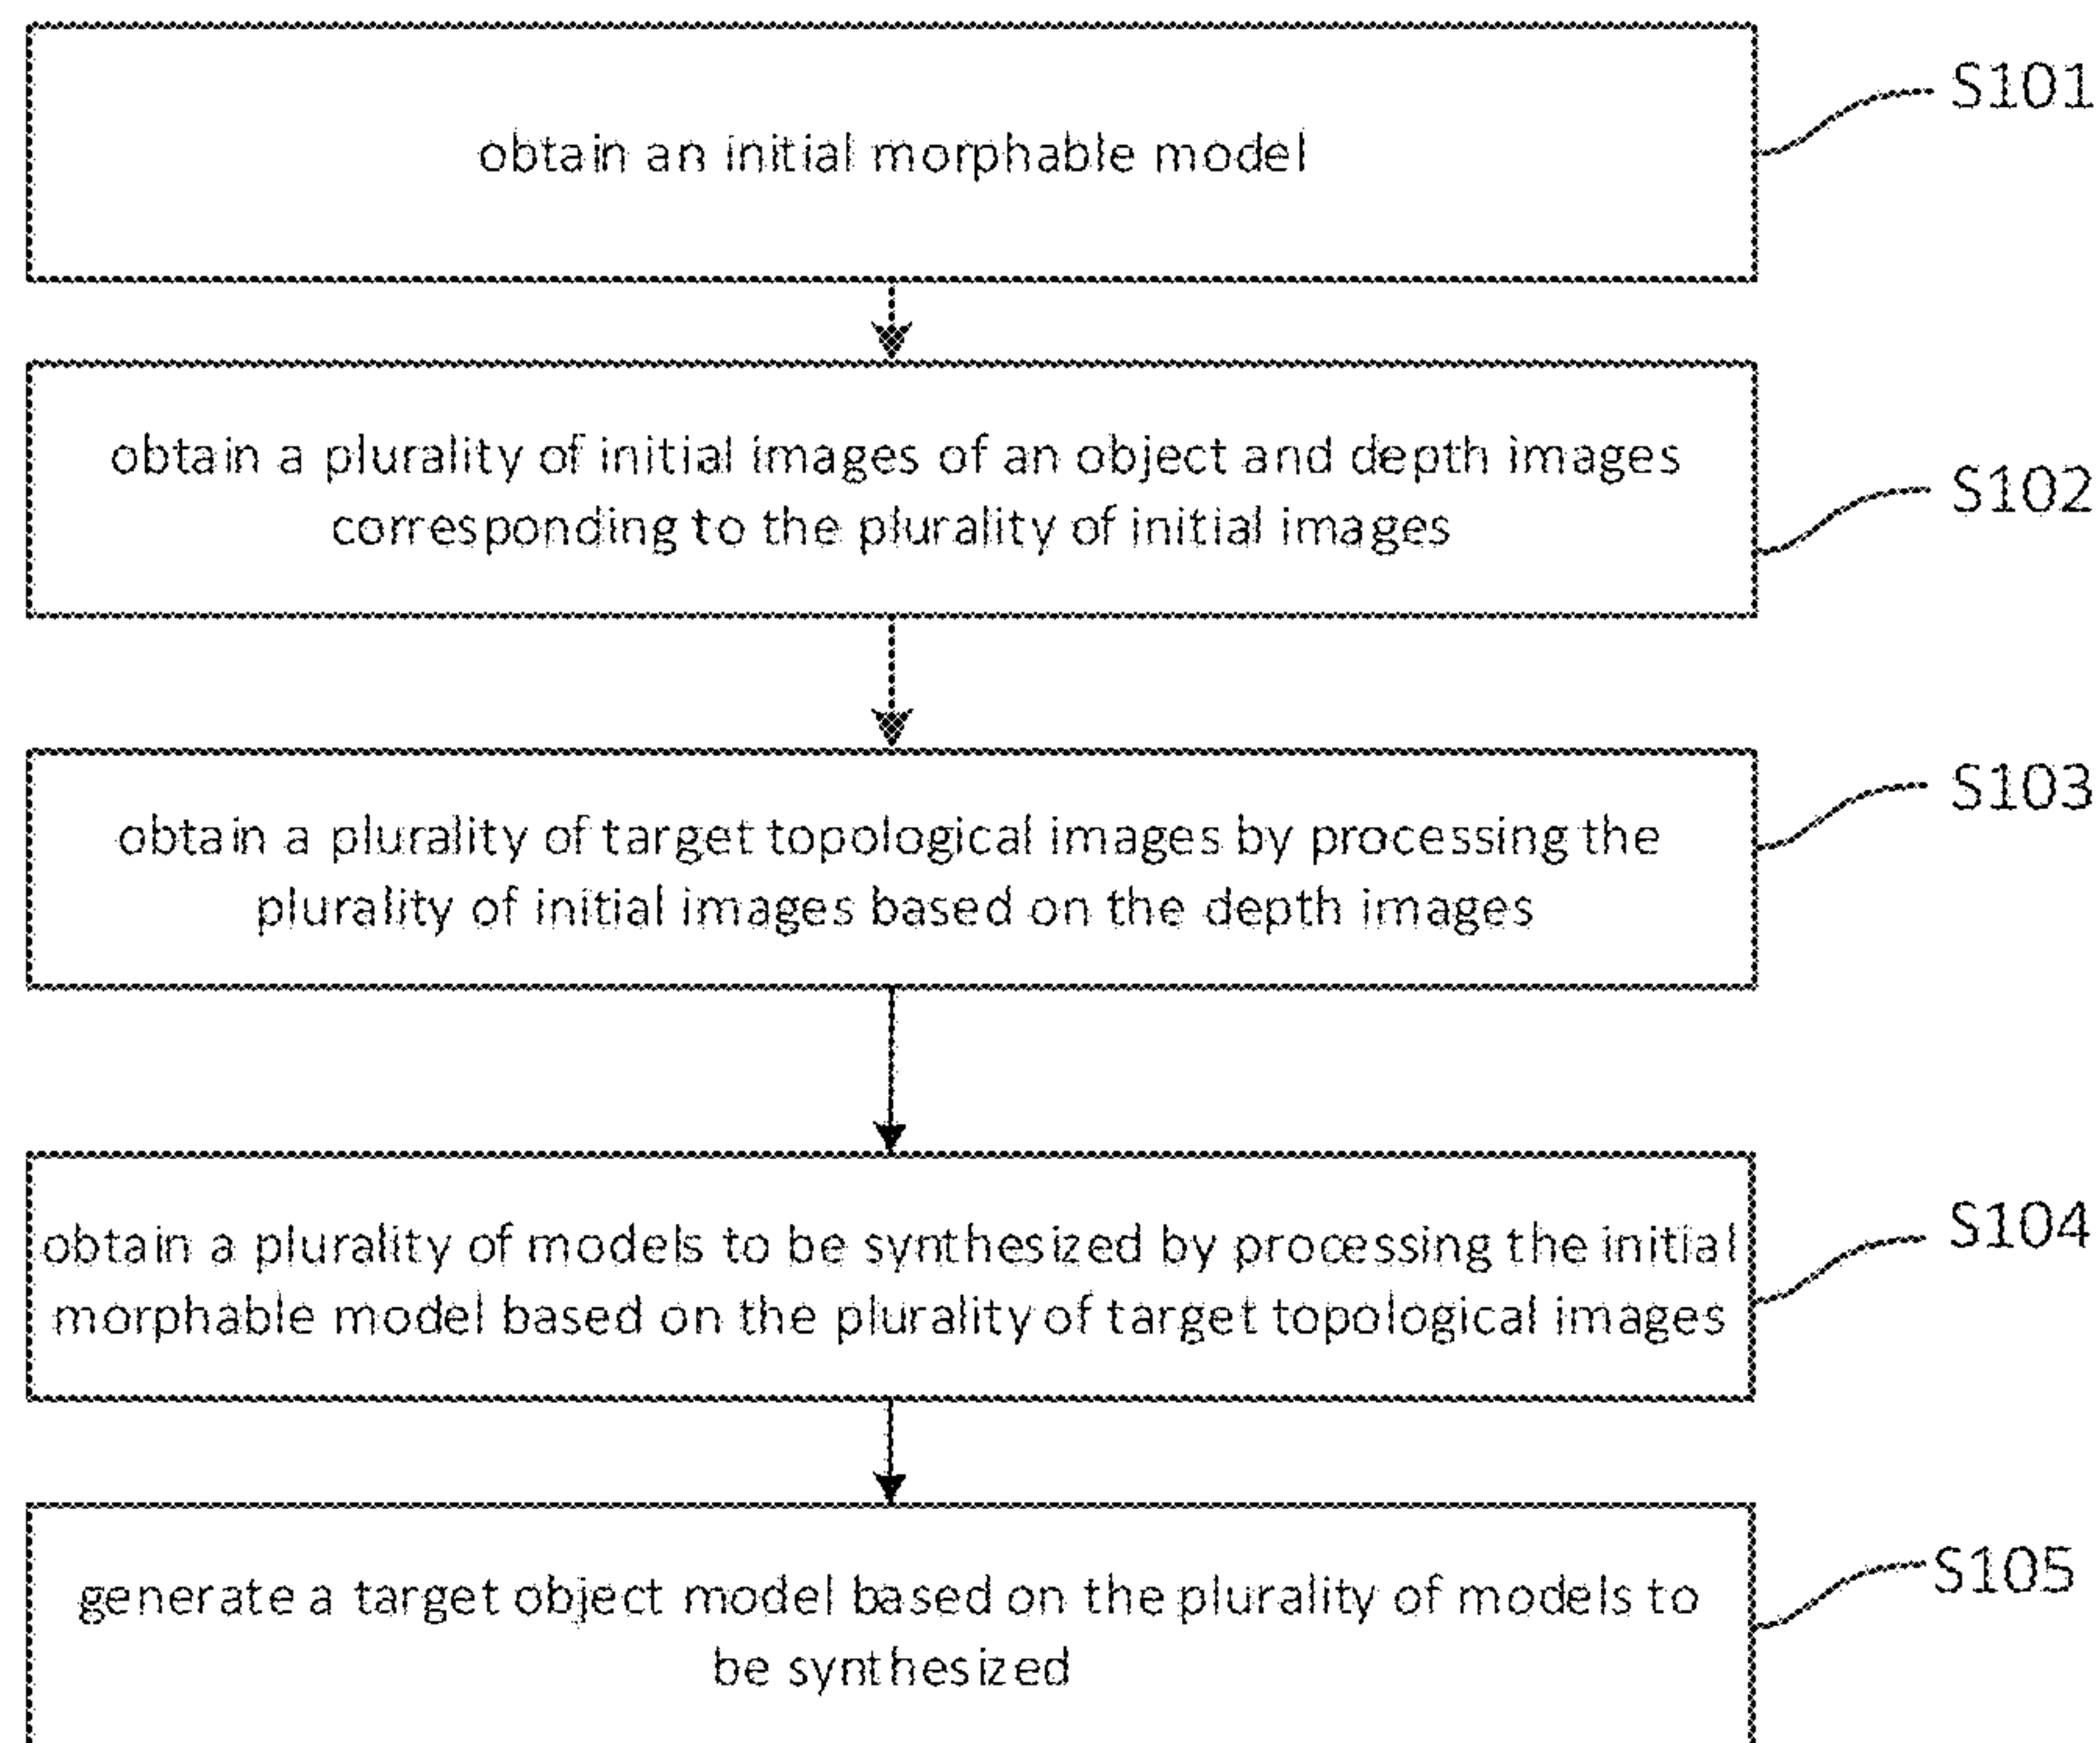 obtain an initial morphable model
S101
obtain a plurality of initial images of an object and depth images
corresponding to the plurality of initial images
S102
obtain a plurality of target topological images by processing the
plurality of initial images based on the depth images
S103
obtain a plurality of models to be synthesized by processing the initial
morphable model based on the plurality of target topological images
S104
generate a target object model based on the plurality of models to
be synthesized
S105